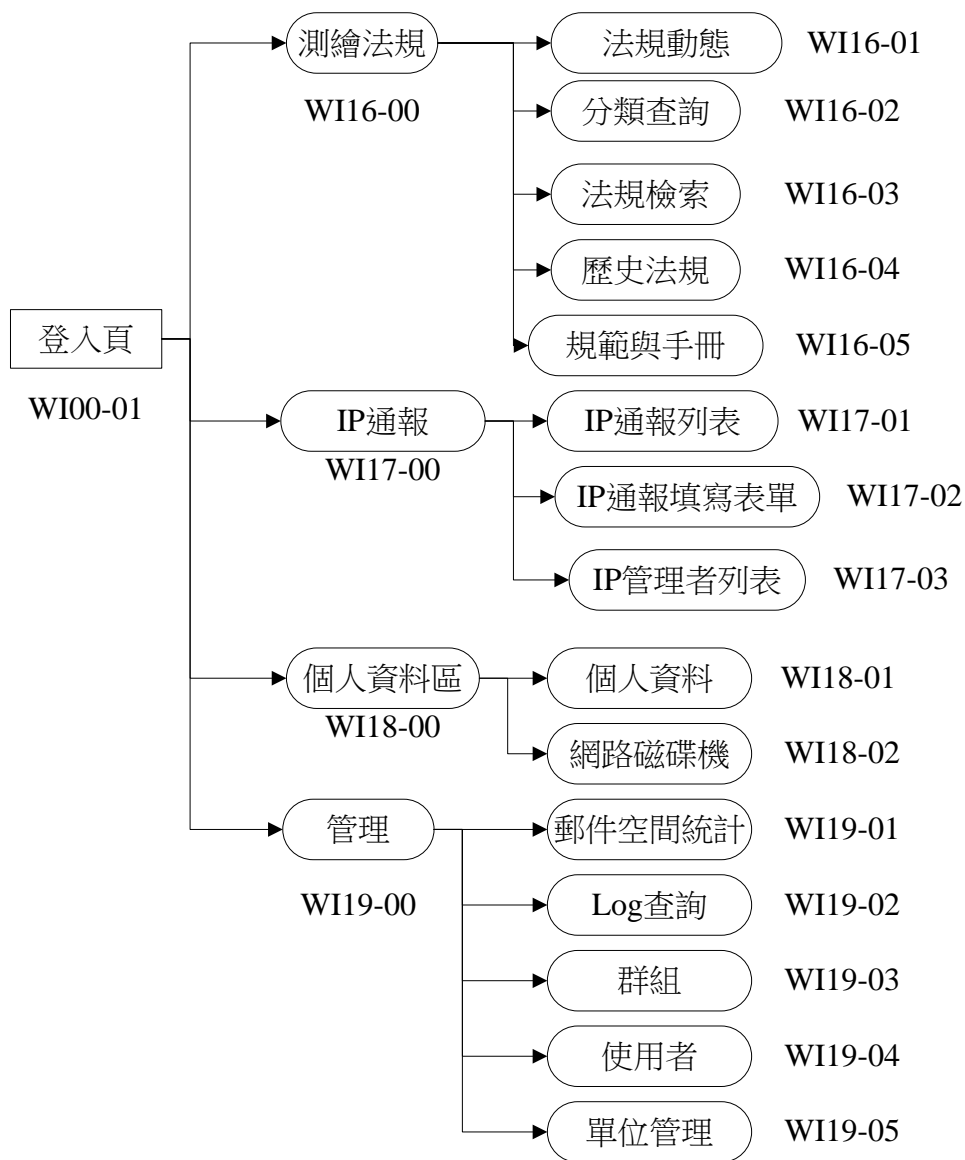 測繪法規
WI16-00
法規動態
WI16-01
分類查詢
WI16-02
法規檢索
WI16-03
歷史法規
WI16-04
規範與手冊
WI16-05
登入頁
WI00-01
IP通報
WI17-00
IP通報列表
WI17-01
IP通報填寫表單
WI17-02
IP管理者列表
WI17-03
個人資料區
WI18-00
個人資料
WI18-01
網路磁碟機
WI18-02
管理
WI19-00
郵件空間統計
WI19-01
Log查詢
WI19-02
群組
WI19-03
使用者
WI19-04
單位管理
WI19-05